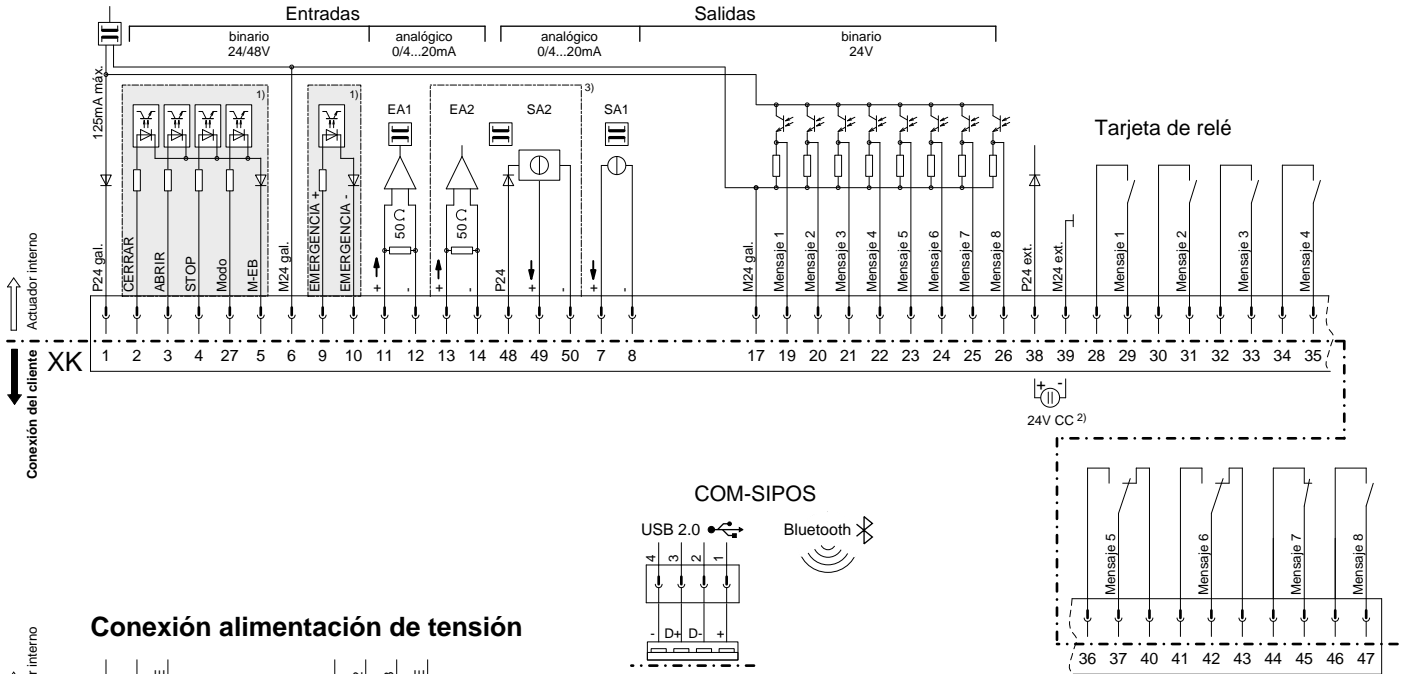 Entradas
Salidas
binario
24/48V
analógico
0/4...20mA
analógico
0/4...20mA
binario
24V
125mA máx.
1)
1)
3)
EA1
EA2
SA2
SA1
Tarjeta de relé
50 Ω
50 Ω
P24 gal.
CERRAR
ABRIR
STOP
Modo
M-EB
M24 gal.
EMERGENCIA +
EMERGENCIA -
+
-
+
-
P24
+
-
+
-
M24 gal.
Mensaje 1
Mensaje 2
Mensaje 3
Mensaje 4
Mensaje 5
Mensaje 6
Mensaje 7
Mensaje 8
P24 ext.
M24 ext.
Mensaje 1
Mensaje 2
Mensaje 3
Mensaje 4
Actuador interno
Conexión del cliente
XK
1 2 3 4 27 5 6 9 10 11 12 13 14 48 49 50 7 8 17 19 20 21 22 23 24 25 26 38 39 28 29 30 31 32 33 34 35
+ -
24V CC 2)
COM-SIPOS
USB 2.0
Bluetooth
4 3 2 1
- D+ D- +
Mensaje 5
Mensaje 6
Mensaje 7
Mensaje 8
36 37 40 41 42 43 44 45 46 47
Conexión alimentación de tensión
interno